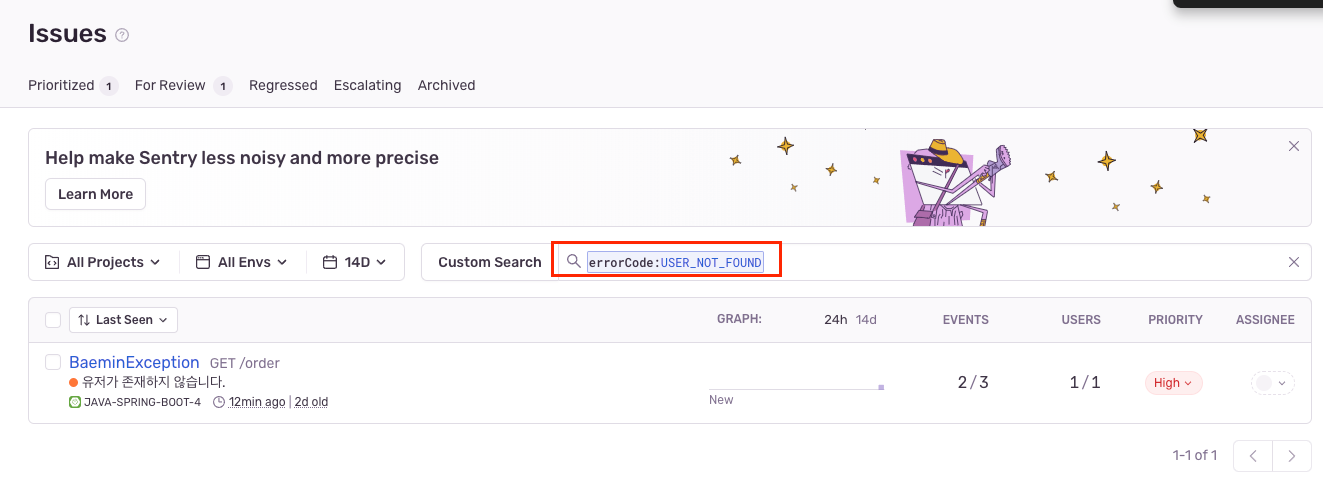 Issues ?
Prioritized 1 For Review 1 Regressed Escalating Archived
Help make Sentry less noisy and more precise
Learn More
All Projects All Envs 14D Custom Search errorCode:USER_NOT_FOUND
Last Seen GRAPH: 24h 14d EVENTS USERS PRIORITY ASSIGNEE
BaeminException GET /order
유저가 존재하지 않습니다.
JAVA-SPRING-BOOT-4 12min ago | 2d old
New
2/3 1/1 High
1-1 of 1